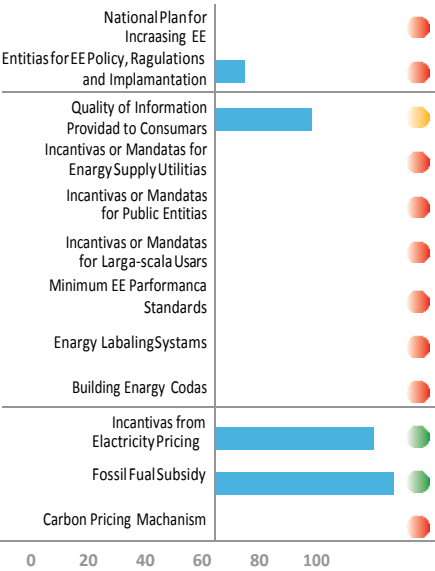 National Plan for
Incraasing EE
Entitias for EE Policy, Ragulations
and Implamantation
Quality of Information
Providad to Consumars
Incantivas or Mandatas for
Energy Supply Utilitias
Incantivas or Mandatas
for Public Entitias
Incantivas or Mandatas
for Larga-scala Usars
Minimum EE Parformanca
Standards
Enargy Labaling Systams
Building Energy Codas
Incantivas from
Elactricity Pricing
Fossil Fual Subsidy
Carbon Pricing Machanism
0 20 40 60 80 100